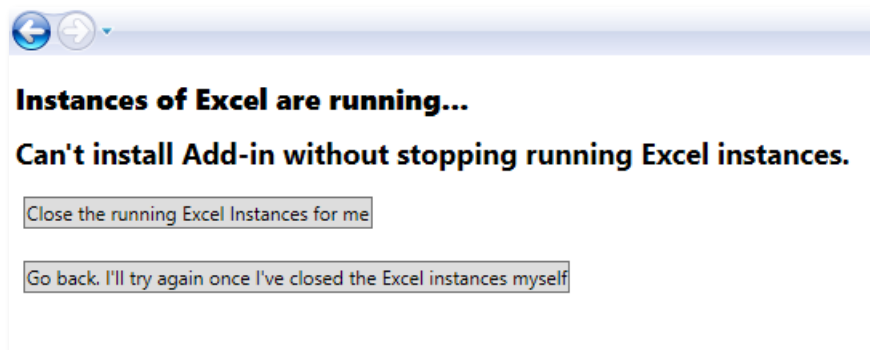 Instances of Excel are running...
Can't install Add-in without stopping running Excel instances.
Close the running Excel Instances for me
Go back. I'll try again once I've closed the Excel instances myself